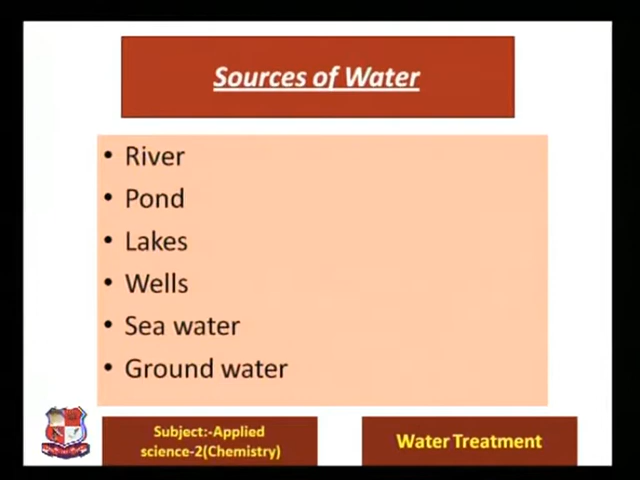 Sources of Water
• River
• Pond
• Lakes
• Wells
• Sea water
• Ground water
Subject:-Applied
science-2(Chemistry)
Water Treatment